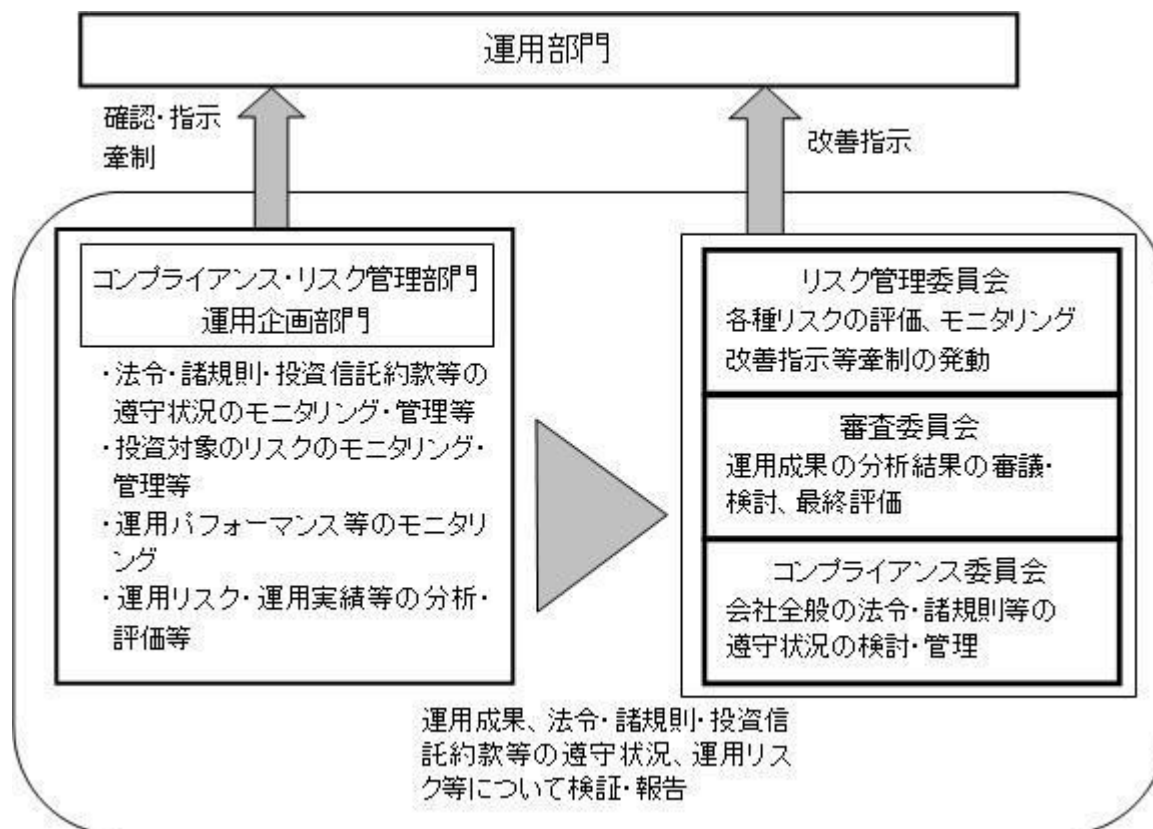 運用部門
確認・指示
牽制
改善指示
コンプライアンス・リスク管理部門
運用企画部門
・法令・諸規則・投資信託約款等の
遵守状況のモニタリング・管理等
・投資対象のリスクのモニタリング・
管理等
・運用パフォーマンス等のモニタリ
ング
・運用リスク・運用実績等の分析・
評価等
リスク管理委員会
各種リスクの評価、モニタリング
改善指示等牽制の発動
審査委員会
運用成果の分析結果の審議・
検討、最終評価
コンプライアンス委員会
会社全般の法令・諸規則等の
遵守状況の検討・管理
運用成果、法令・諸規則・投資信
託約款等の遵守状況、運用リス
ク等について検証・報告